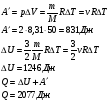 A' = pΔV = m/M RΔT = νRΔT
A' = 2·8,31·50 = 831 Дж
ΔU = 3/2 m/M RΔT = 3/2 νRΔT
ΔU = 1246 Дж
Q = ΔU + A'
Q = 2077 Дж